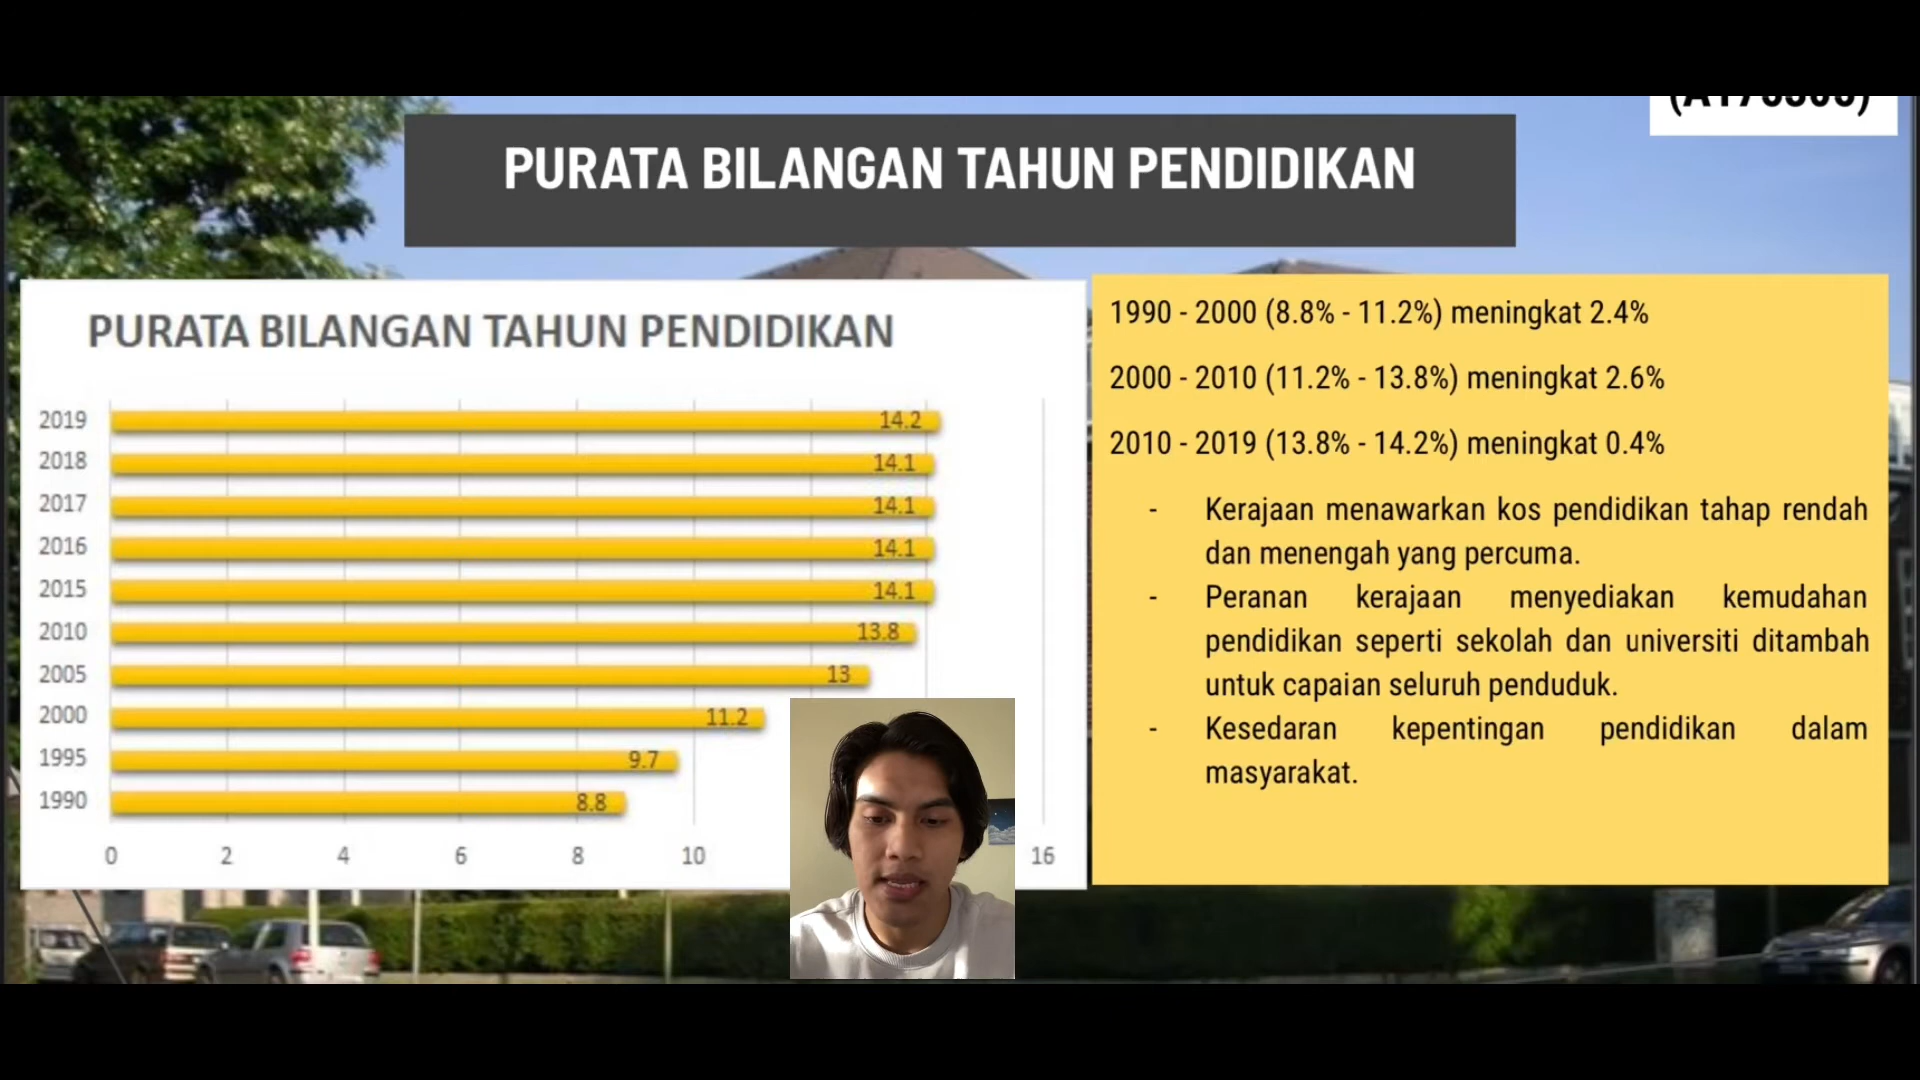 PURATA BILANGAN TAHUN PENDIDIKAN
PURATA BILANGAN TAHUN PENDIDIKAN
2019 14.2
2018 14.1
2017 14.1
2016 14.1
2015 14.1
2010 13.8
2005 13
2000 11.2
1995 9.7
1990 8.8
0 2 4 6 8 10 16
1990 - 2000 (8.8% - 11.2%) meningkat 2.4%
2000 - 2010 (11.2% - 13.8%) meningkat 2.6%
2010 - 2019 (13.8% - 14.2%) meningkat 0.4%
- Kerajaan menawarkan kos pendidikan tahap rendah
dan menengah yang percuma.
- Peranan kerajaan menyediakan kemudahan
pendidikan seperti sekolah dan universiti ditambah
untuk capaian seluruh penduduk.
- Kesedaran kepentingan pendidikan dalam
masyarakat.